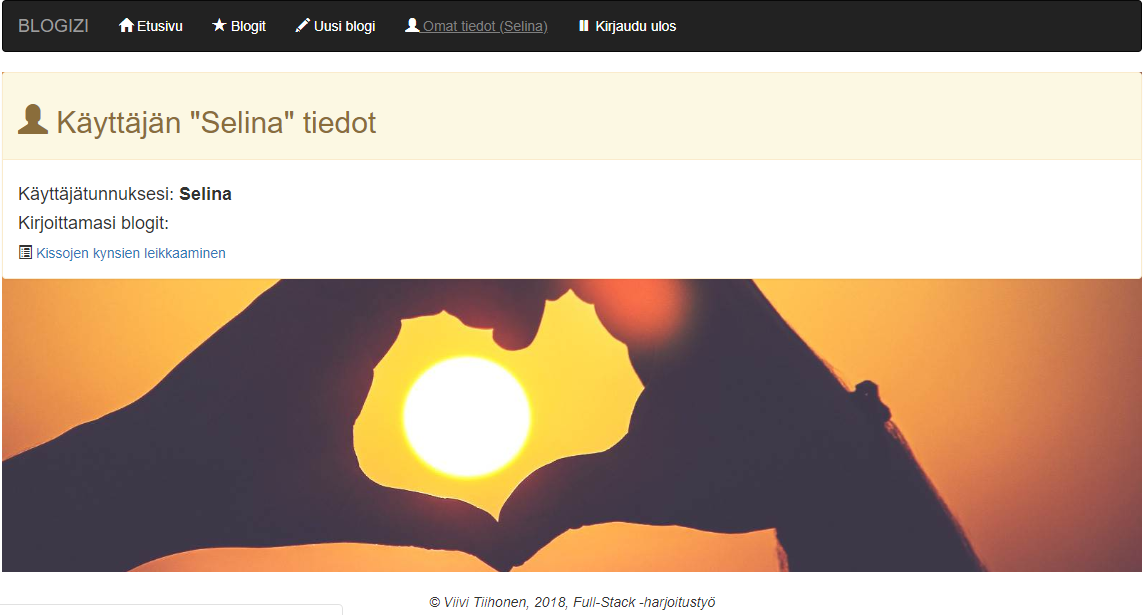 BLOGIZI Etusivu Blogit Uusi blogi Omat tiedot (Selina) Kirjaudu ulos
Käyttäjän "Selina" tiedot
Käyttäjätunnuksesi: Selina
Kirjoittamasi blogit:
Kissojen kynsien leikkaaminen
© Viivi Tiihonen, 2018, Full-Stack -harjoitustyö